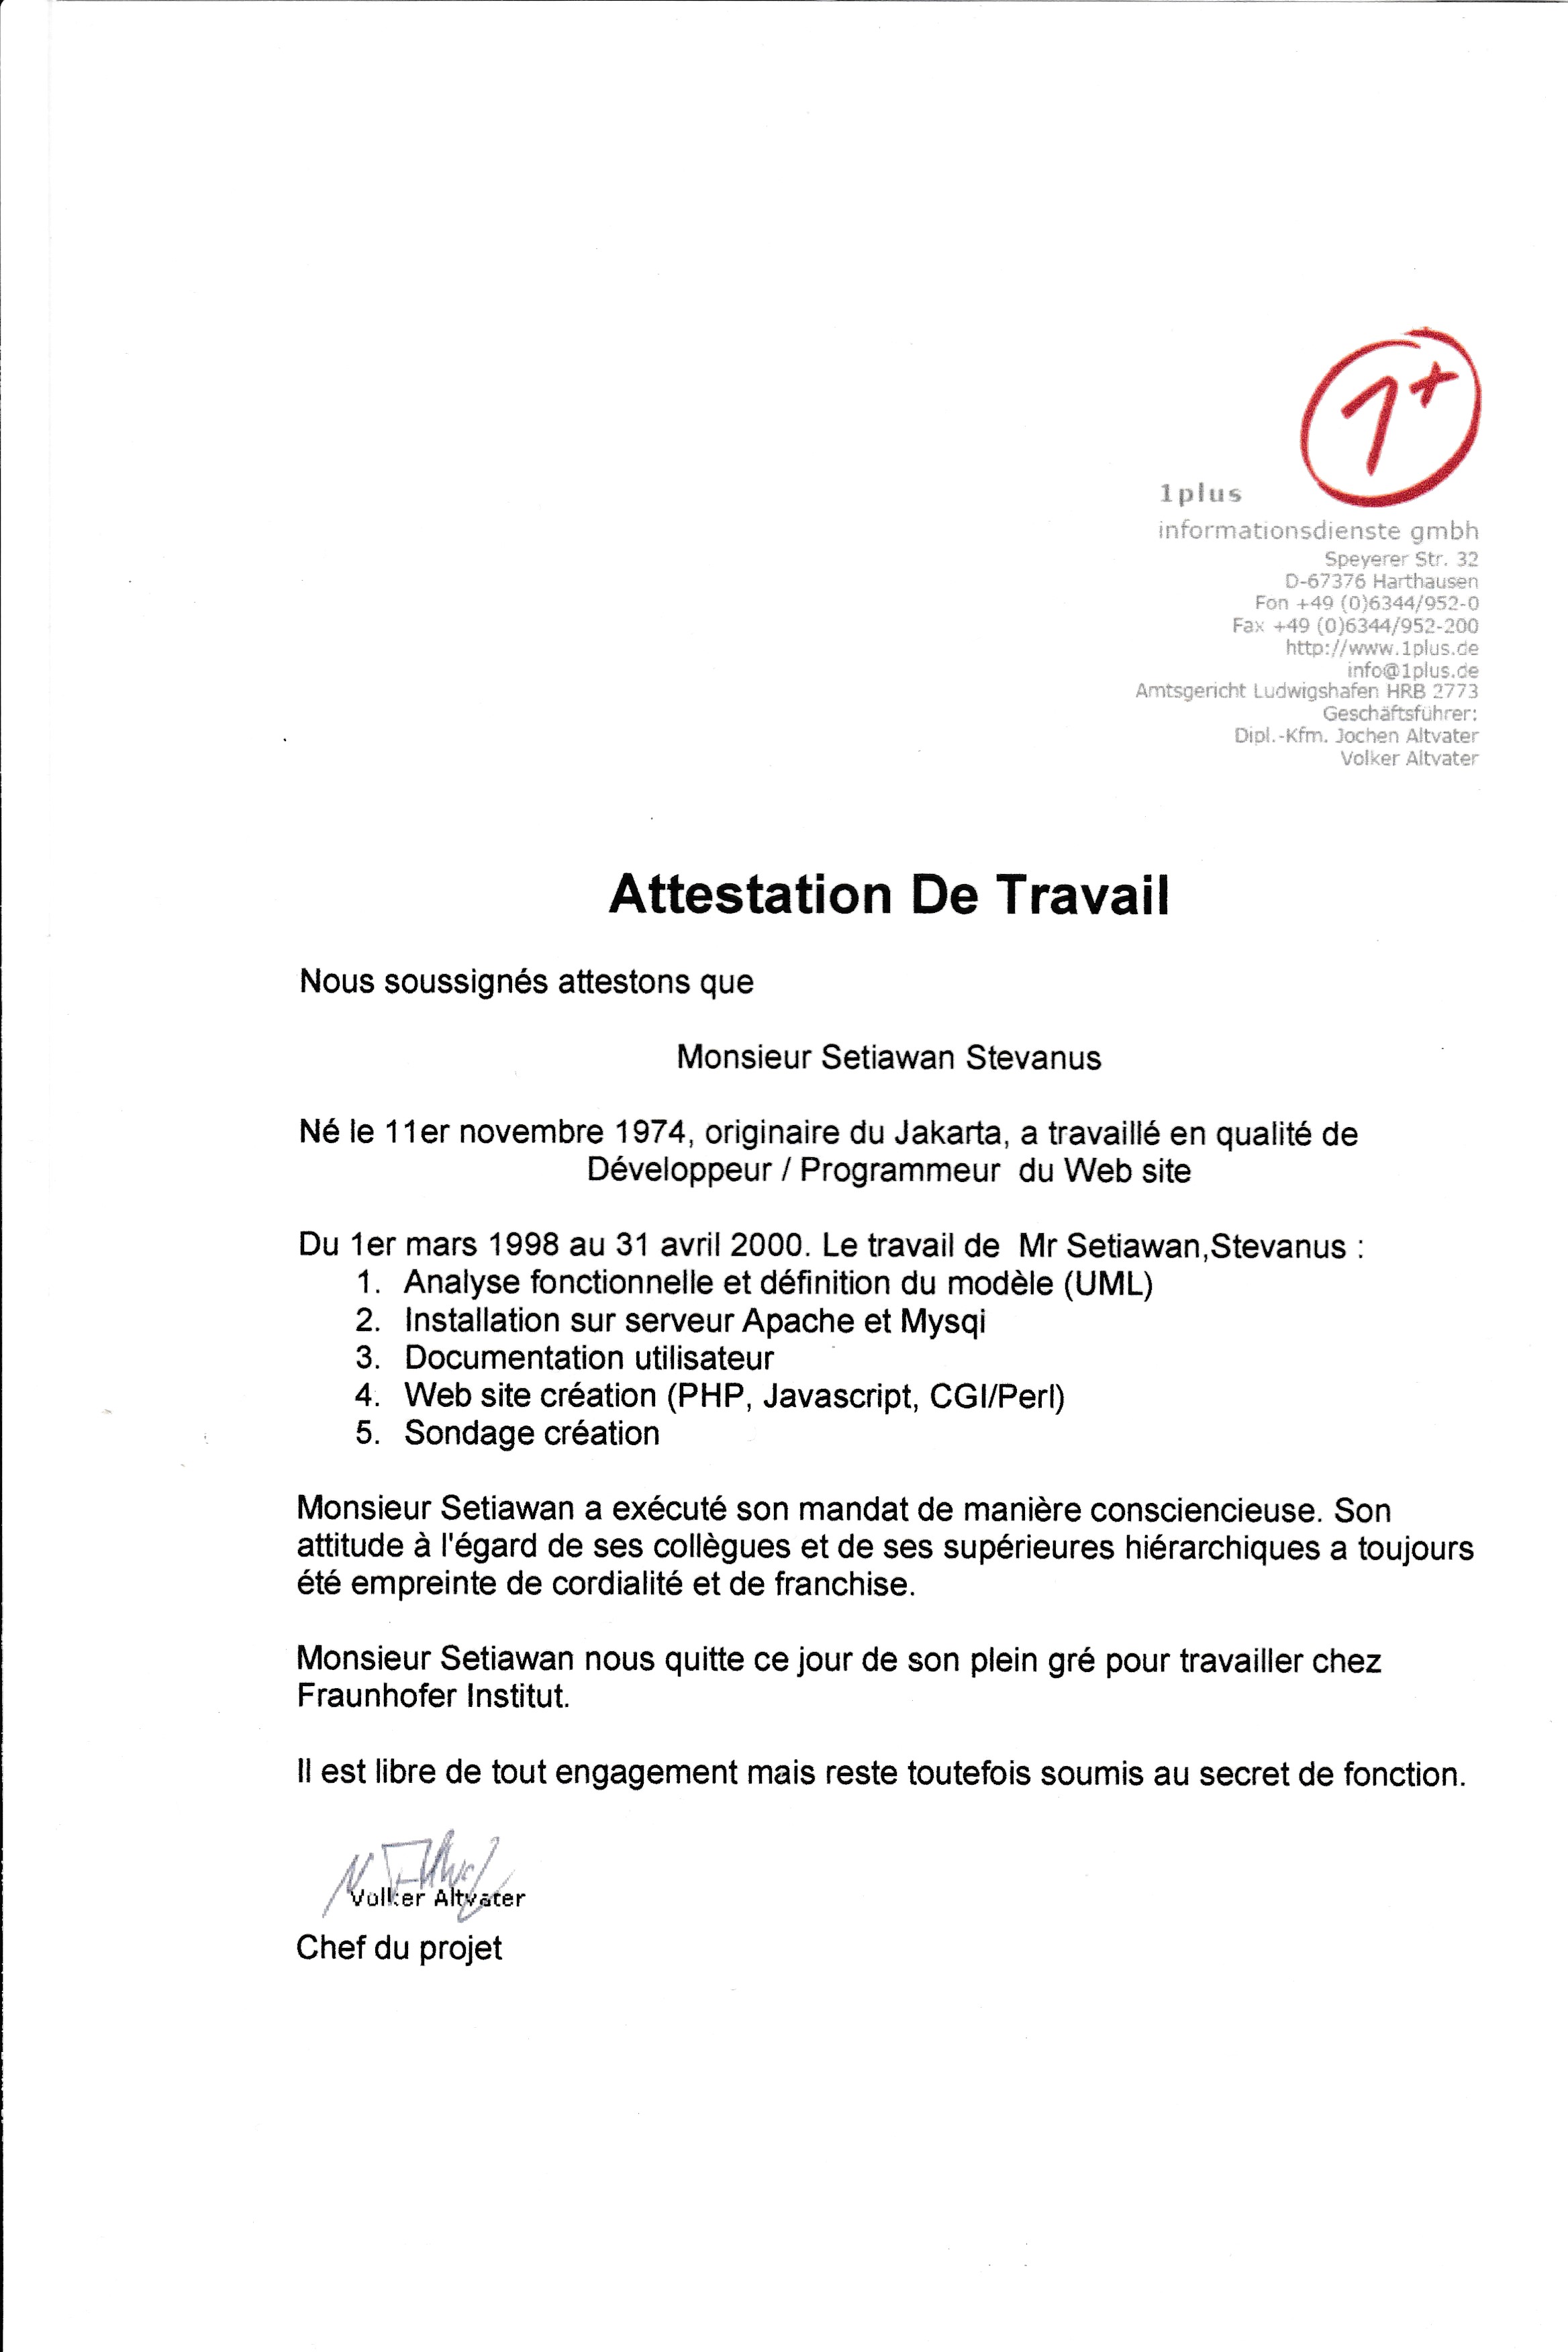 1+
1plus
informationsdienste gmbh
Speyerer Str. 32
D-67376 Harthausen
Fon +49 (0)6344/952-0
Fax +49 (0)6344/952-200
http://www.1plus.de
info@1plus.de
Amtsgericht Ludwigshafen HRB 2773
Geschäftsführer:
Dipl.-Kfm. Jochen Altvater
Volker Altvater
Attestation De Travail
Nous soussignés attestons que
Monsieur Setiawan Stevanus
Né le 11er novembre 1974, originaire du Jakarta, a travaillé en qualité de
Développeur / Programmeur du Web site
Du 1er mars 1998 au 31 avril 2000. Le travail de Mr Setiawan,Stevanus :
1. Analyse fonctionnelle et définition du modèle (UML)
2. Installation sur serveur Apache et Mysqi
3. Documentation utilisateur
4. Web site création (PHP, Javascript, CGI/Perl)
5. Sondage création
Monsieur Setiawan a exécuté son mandat de manière consciencieuse. Son
attitude à l'égard de ses collègues et de ses supérieures hiérarchiques a toujours
été empreinte de cordialité et de franchise.
Monsieur Setiawan nous quitte ce jour de son plein gré pour travailler chez
Fraunhofer Institut.
Il est libre de tout engagement mais reste toutefois soumis au secret de fonction.
Volker Altvater
Chef du projet